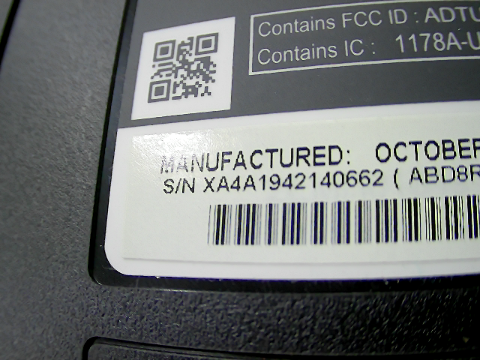 Contains FCC ID : ADTU
Contains IC : 1178A-U
MANUFACTURED: OCTOBER
S/N XA4A1942140662 ( ABD8R